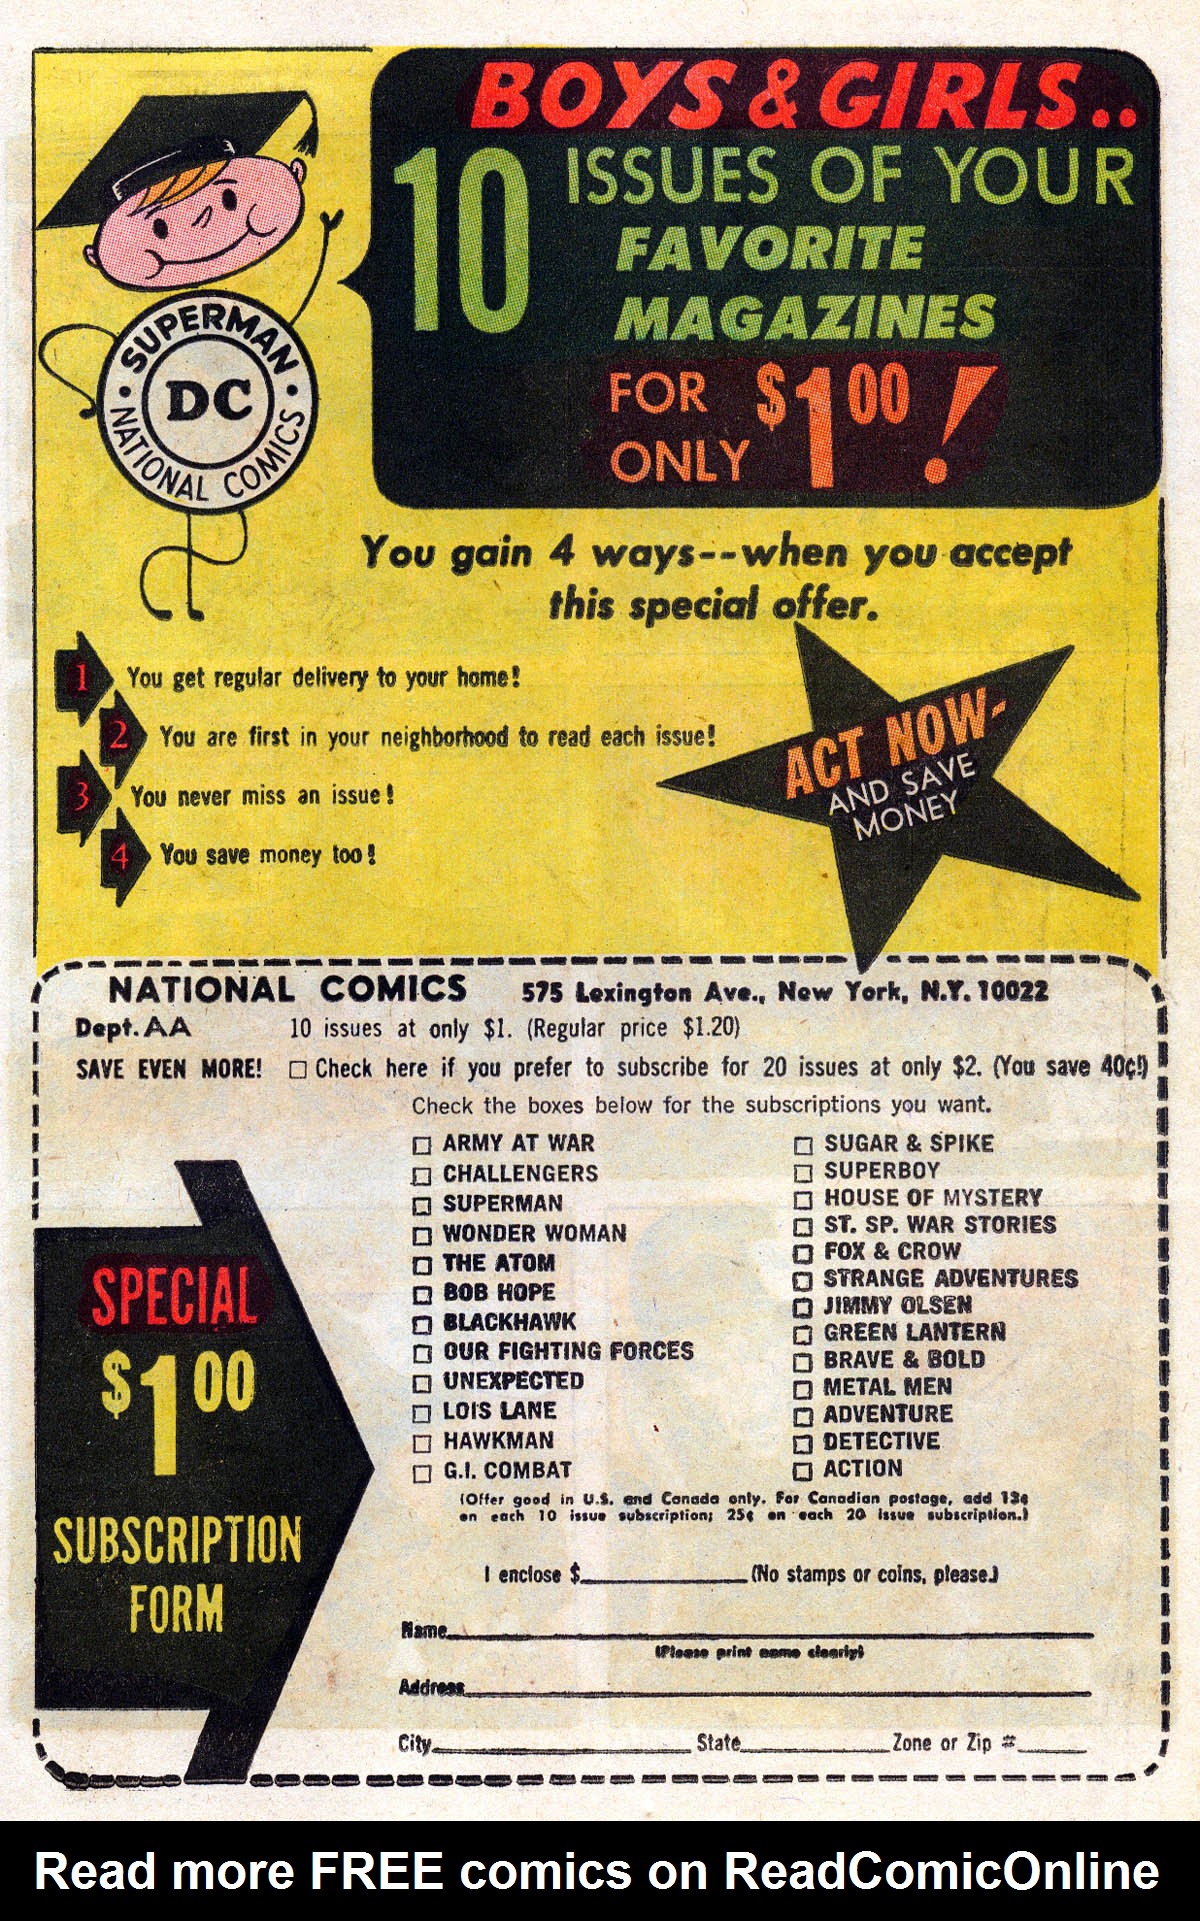 BOYS & GIRLS..
10 ISSUES OF YOUR
FAVORITE
MAGAZINES
FOR ONLY $1.00!
SUPERMAN
DC
NATIONAL COMICS
You gain 4 ways--when you accept
this special offer.
1 You get regular delivery to your home!
2 You are first in your neighborhood to read each issue!
3 You never miss an issue!
4 You save money too!
ACT NOW-
AND SAVE
MONEY
NATIONAL COMICS 575 Lexington Ave., New York, N.Y. 10022
Dept. AA 10 issues at only $1. (Regular price $1.20)
SAVE EVEN MORE! □ Check here if you prefer to subscribe for 20 issues at only $2. (You save 40¢!)
Check the boxes below for the subscriptions you want.
□ ARMY AT WAR
□ CHALLENGERS
□ SUPERMAN
□ WONDER WOMAN
□ THE ATOM
□ BOB HOPE
□ BLACKHAWK
□ OUR FIGHTING FORCES
□ UNEXPECTED
□ LOIS LANE
□ HAWKMAN
□ G.I. COMBAT
□ SUGAR & SPIKE
□ SUPERBOY
□ HOUSE OF MYSTERY
□ ST. SP. WAR STORIES
□ FOX & CROW
□ STRANGE ADVENTURES
□ JIMMY OLSEN
□ GREEN LANTERN
□ BRAVE & BOLD
□ METAL MEN
□ ADVENTURE
□ DETECTIVE
□ ACTION
(Offer good in U.S. and Canada only. For Canadian postage, add 13¢
on each 10 issue subscription; 25¢ on each 20 issue subscription.)
SPECIAL
$1.00
SUBSCRIPTION
FORM
I enclose $____________(No stamps or coins, please.)
Name____________
(Please print name clearly)
Address____________
City____________State____________Zone or Zip #______
Read more FREE comics on ReadComicOnline